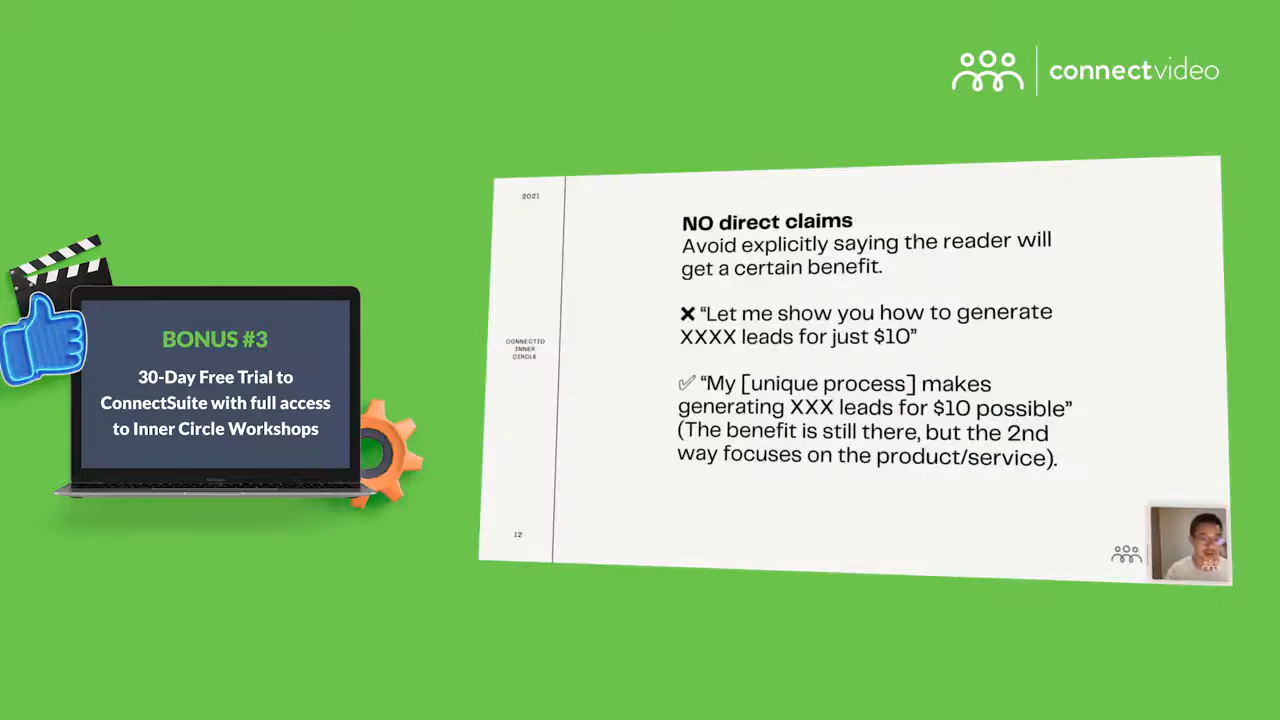 connectvideo
BONUS #3
30-Day Free Trial to
ConnectSuite with full access
to Inner Circle Workshops
2021
CONNECTIO
INNER
CIRCLE
12
NO direct claims
Avoid explicitly saying the reader will
get a certain benefit.
❌ “Let me show you how to generate
XXXX leads for just $10”
✅ “My [unique process] makes
generating XXX leads for $10 possible”
(The benefit is still there, but the 2nd
way focuses on the product/service).